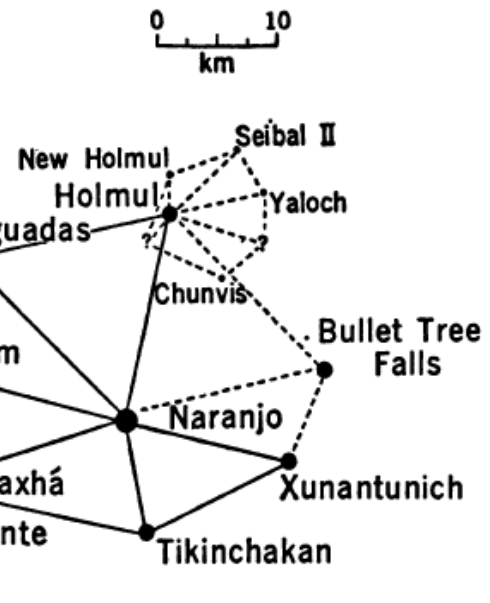 0 10
km
Seibal II
New Holmul
Holmul
Yaloch
guadas
?
?
Chunvis
Bullet Tree
Falls
m
Naranjo
axhá
Xunantunich
nte
Tikinchakan